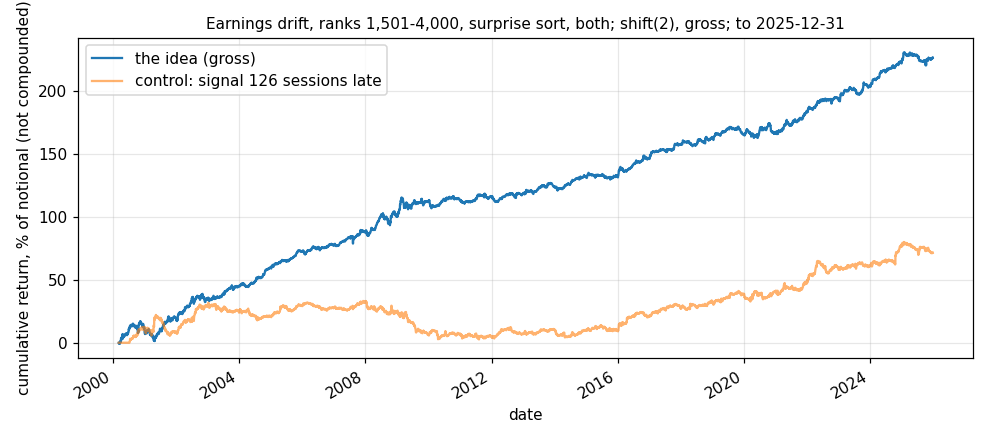 Earnings drift, ranks 1,501-4,000, surprise sort, both; shift(2), gross; to 2025-12-31
the idea (gross)
control: signal 126 sessions late
cumulative return, % of notional (not compounded)
200
150
100
50
0
2000
2004
2008
2012
2016
2020
2024
date